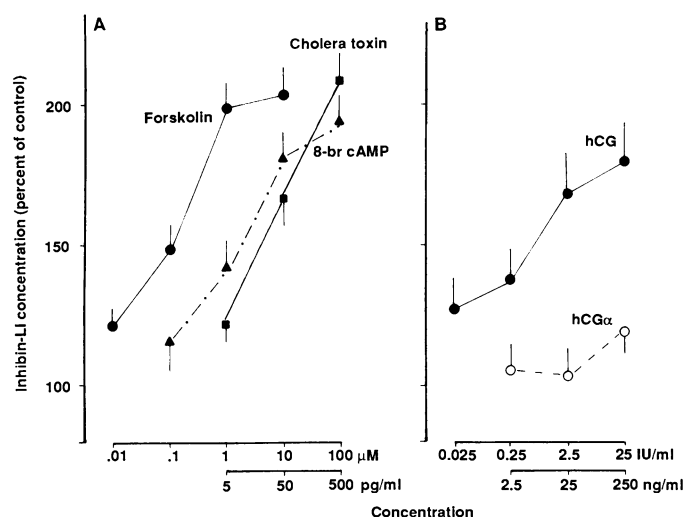 A
B
Cholera toxin
Forskolin
8-br cAMP
hCG
hCGα
Inhibin-LI concentration (percent of control)
200
150
100
.01 .1 1 10 100 μM
5 50 500 pg/ml
0.025 0.25 2.5 25 IU/ml
2.5 25 250 ng/ml
Concentration